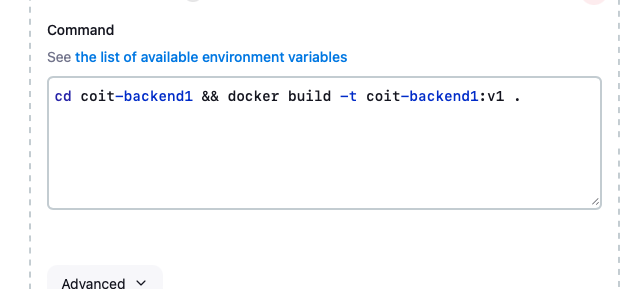 Command
See the list of available environment variables
cd coit-backend1 && docker build -t coit-backend1:v1 .
Advanced